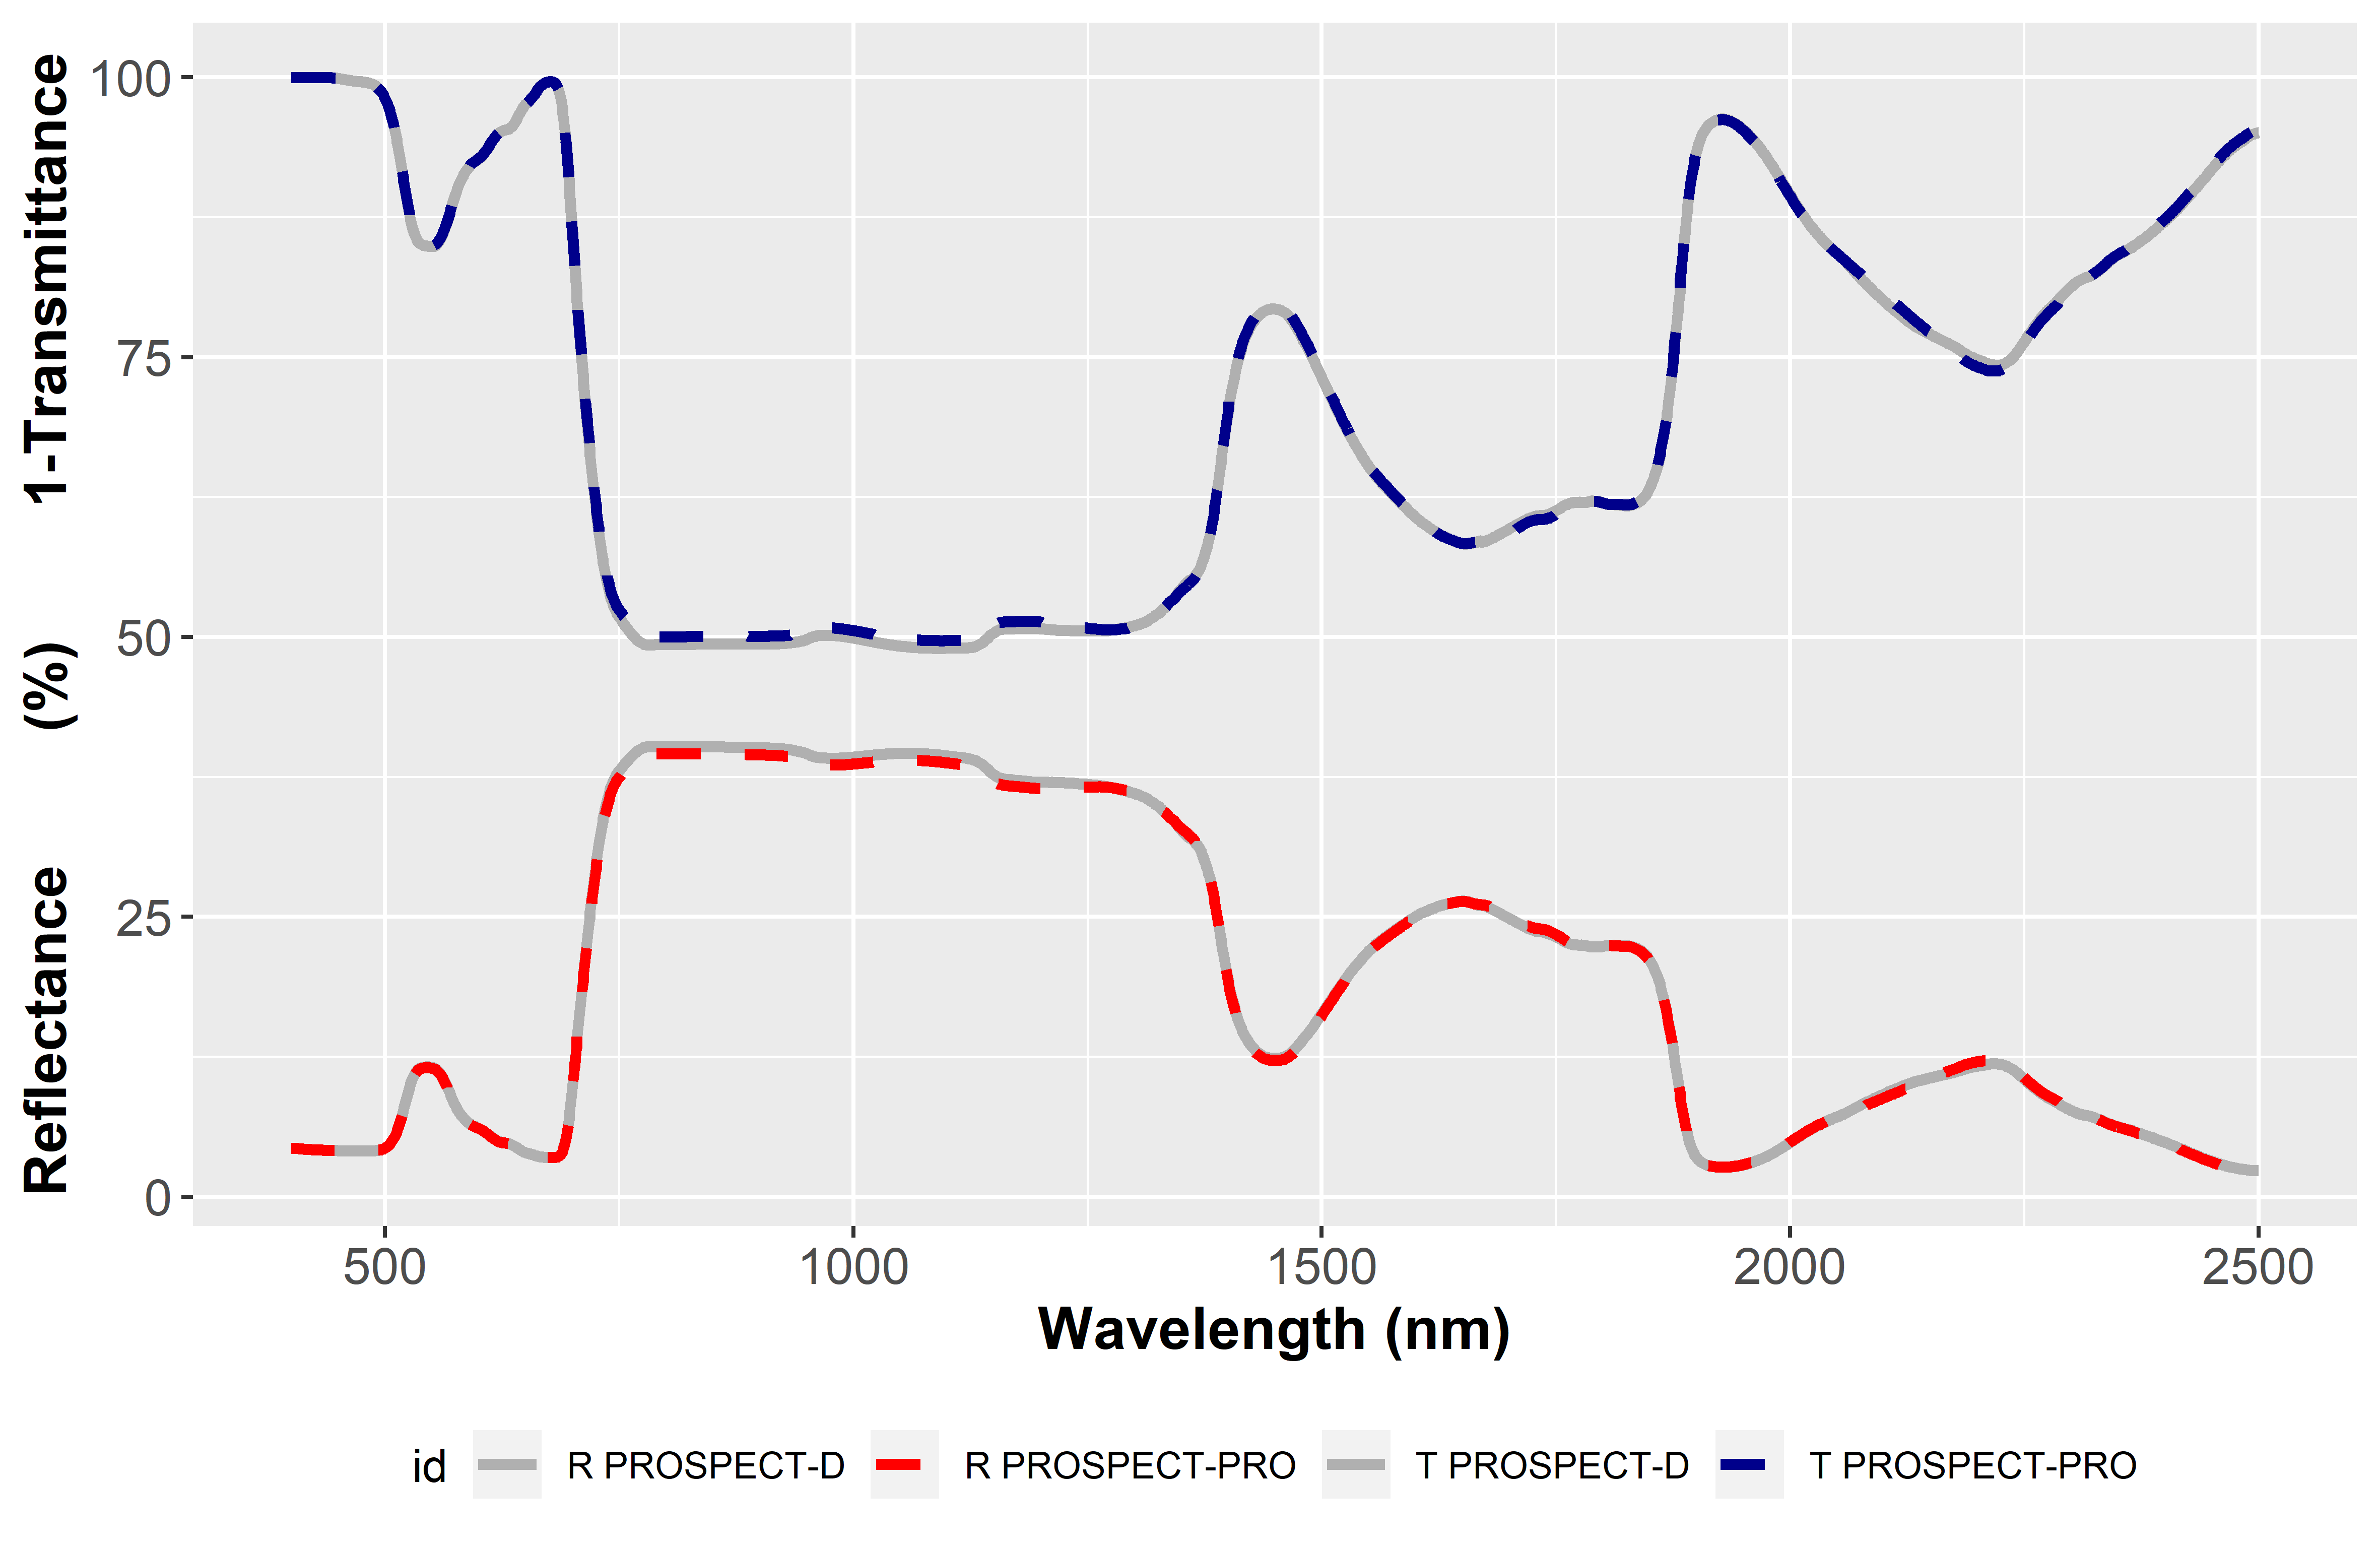 Reflectance (%) 1-Transmittance
100
75
50
25
0
500 1000 1500 2000 2500
Wavelength (nm)
id R PROSPECT-D R PROSPECT-PRO T PROSPECT-D T PROSPECT-PRO